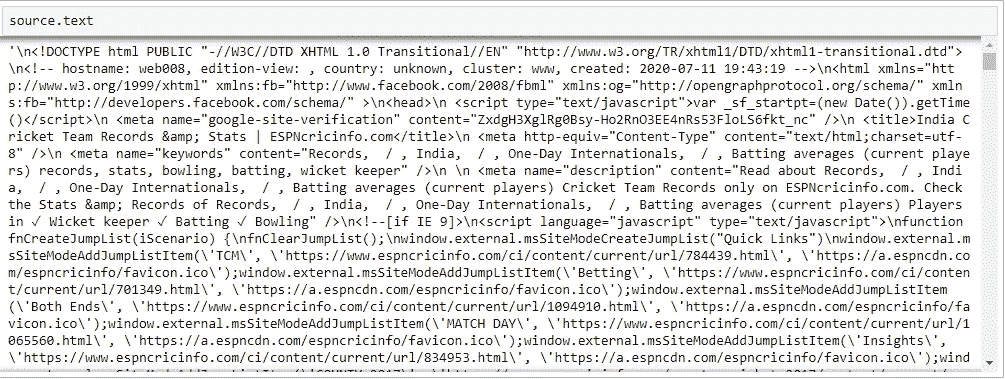 source.text
'\n<!DOCTYPE html PUBLIC "-//W3C//DTD XHTML 1.0 Transitional//EN" "http://www.w3.org/TR/xhtml1/DTD/xhtml1-transitional.dtd">
\n<!-- hostname: web008, edition-view: , country: unknown, cluster: www, created: 2020-07-11 19:43:19 -->\n<html xmlns="htt
p://www.w3.org/1999/xhtml" xmlns:fb="http://www.facebook.com/2008/fbml" xmlns:og="http://opengraphprotocol.org/schema/" xmln
s:fb="http://developers.facebook.com/schema/" >\n<head>\n <script type="text/javascript">var _sf_startpt=(new Date()).getTime
()</script>\n <meta name="google-site-verification" content="ZxdgH3XglRg0Bsy-Ho2RnO3EE4nRs53FloLS6fkt_nc" />\n <title>India C
ricket Team Records &amp; Stats | ESPNcricinfo.com</title>\n <meta http-equiv="Content-Type" content="text/html;charset=utf-
8" />\n <meta name="keywords" content="Records,  / , India,  / , One-Day Internationals,  / , Batting averages (current playe
rs) records, stats, bowling, batting, wicket keeper" />\n \n <meta name="description" content="Read about Records,  / , Indi
a,  / , One-Day Internationals,  / , Batting averages (current players) Cricket Team Records only on ESPNcricinfo.com. Check
the Stats &amp; Records of Records,  / , India,  / , One-Day Internationals,  / , Batting averages (current players) Players
in ✓ Wicket keeper ✓ Batting ✓ Bowling" />\n<!--[if IE 9]>\n<script language="javascript" type="text/javascript">\nfunction
fnCreateJumpList(iScenario) {\nfnClearJumpList();\nwindow.external.msSiteModeCreateJumpList("Quick Links")\nwindow.external.m
sSiteModeAddJumpListItem(\'TCM\', \'https://www.espncricinfo.com/ci/content/current/url/784439.html\', \'https://a.espncdn.co
m/espncricinfo/favicon.ico\');window.external.msSiteModeAddJumpListItem(\'Betting\', \'https://www.espncricinfo.com/ci/conten
t/current/url/701349.html\', \'https://a.espncdn.com/espncricinfo/favicon.ico\');window.external.msSiteModeAddJumpListItem
(\'Both Ends\', \'https://www.espncricinfo.com/ci/content/current/url/1094910.html\', \'https://a.espncdn.com/espncricinfo/fa
vicon.ico\');window.external.msSiteModeAddJumpListItem(\'MATCH DAY\', \'https://www.espncricinfo.com/ci/content/current/url/1
065560.html\', \'https://a.espncdn.com/espncricinfo/favicon.ico\');window.external.msSiteModeAddJumpListItem(\'Insights\',
\'https://www.espncricinfo.com/ci/content/current/url/834953.html\', \'https://a.espncdn.com/espncricinfo/favicon.ico\');wind